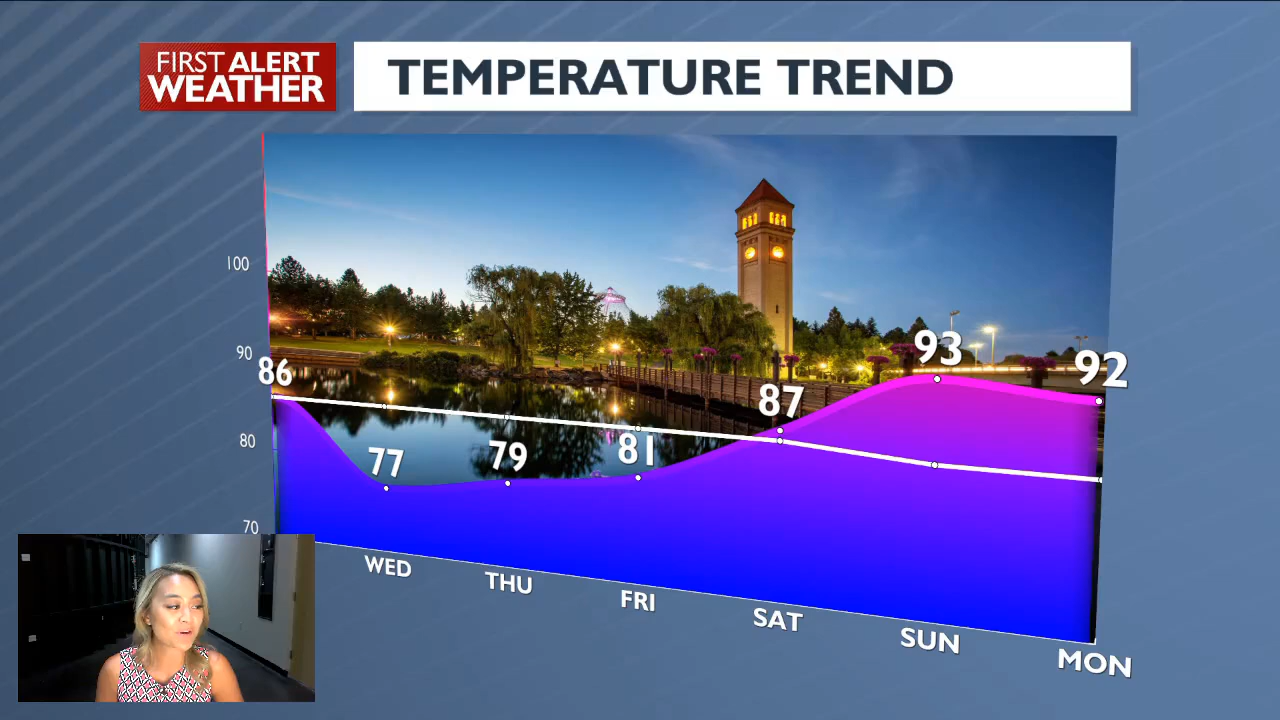 FIRST ALERT
WEATHER
TEMPERATURE TREND
100
90
80
70
86
77
79
81
87
93
92
WED
THU
FRI
SAT
SUN
MON